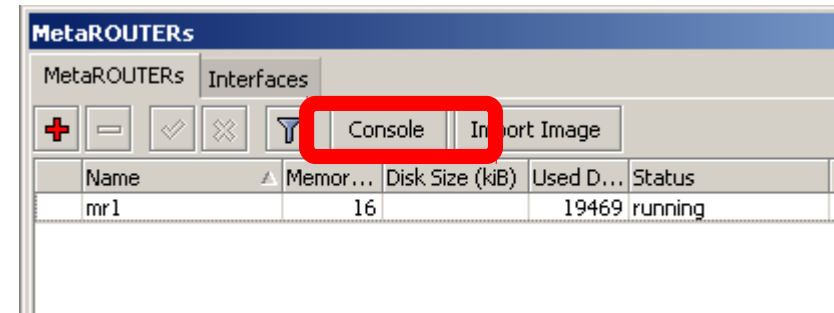 MetaROUTERs
MetaROUTERs Interfaces
Console Import Image
Name Memor... Disk Size (kiB) Used D... Status
mr1 16 19469 running